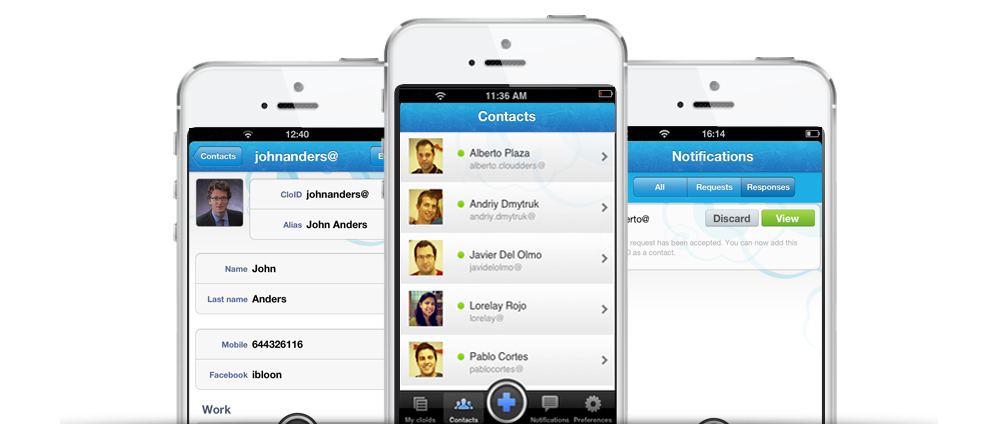 12:40
Contacts
johnanders@
E
CloID johnanders@
Alias John Anders
Name John
Last name Anders
Mobile 644326116
Facebook ibloon
Work
11:36 AM
Contacts
Alberto Plaza
alberto.cloudders@
Andriy Dmytruk
andriy.dmytruk@
Javier Del Olmo
javidelolmo@
Lorelay Rojo
lorelay@
Pablo Cortes
pablocortes@
My cloids
Contacts
Notifications
Preferences
16:14
Notifications
All
Requests
Responses
erto@
Discard
View
request has been accepted. You can now add this
as a contact.